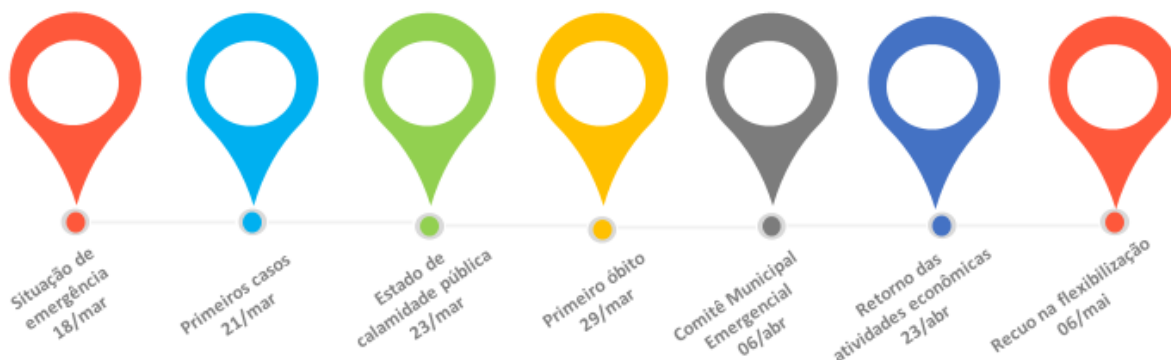 Situação de
emergência
18/mar
Primeiros casos
21/mar
Estado de
calamidade pública
23/mar
Primeiro óbito
29/mar
Comitê Municipal
Emergencial
06/abr
Retorno das
atividades econômicas
23/abr
Recuo na flexibilização
06/mai